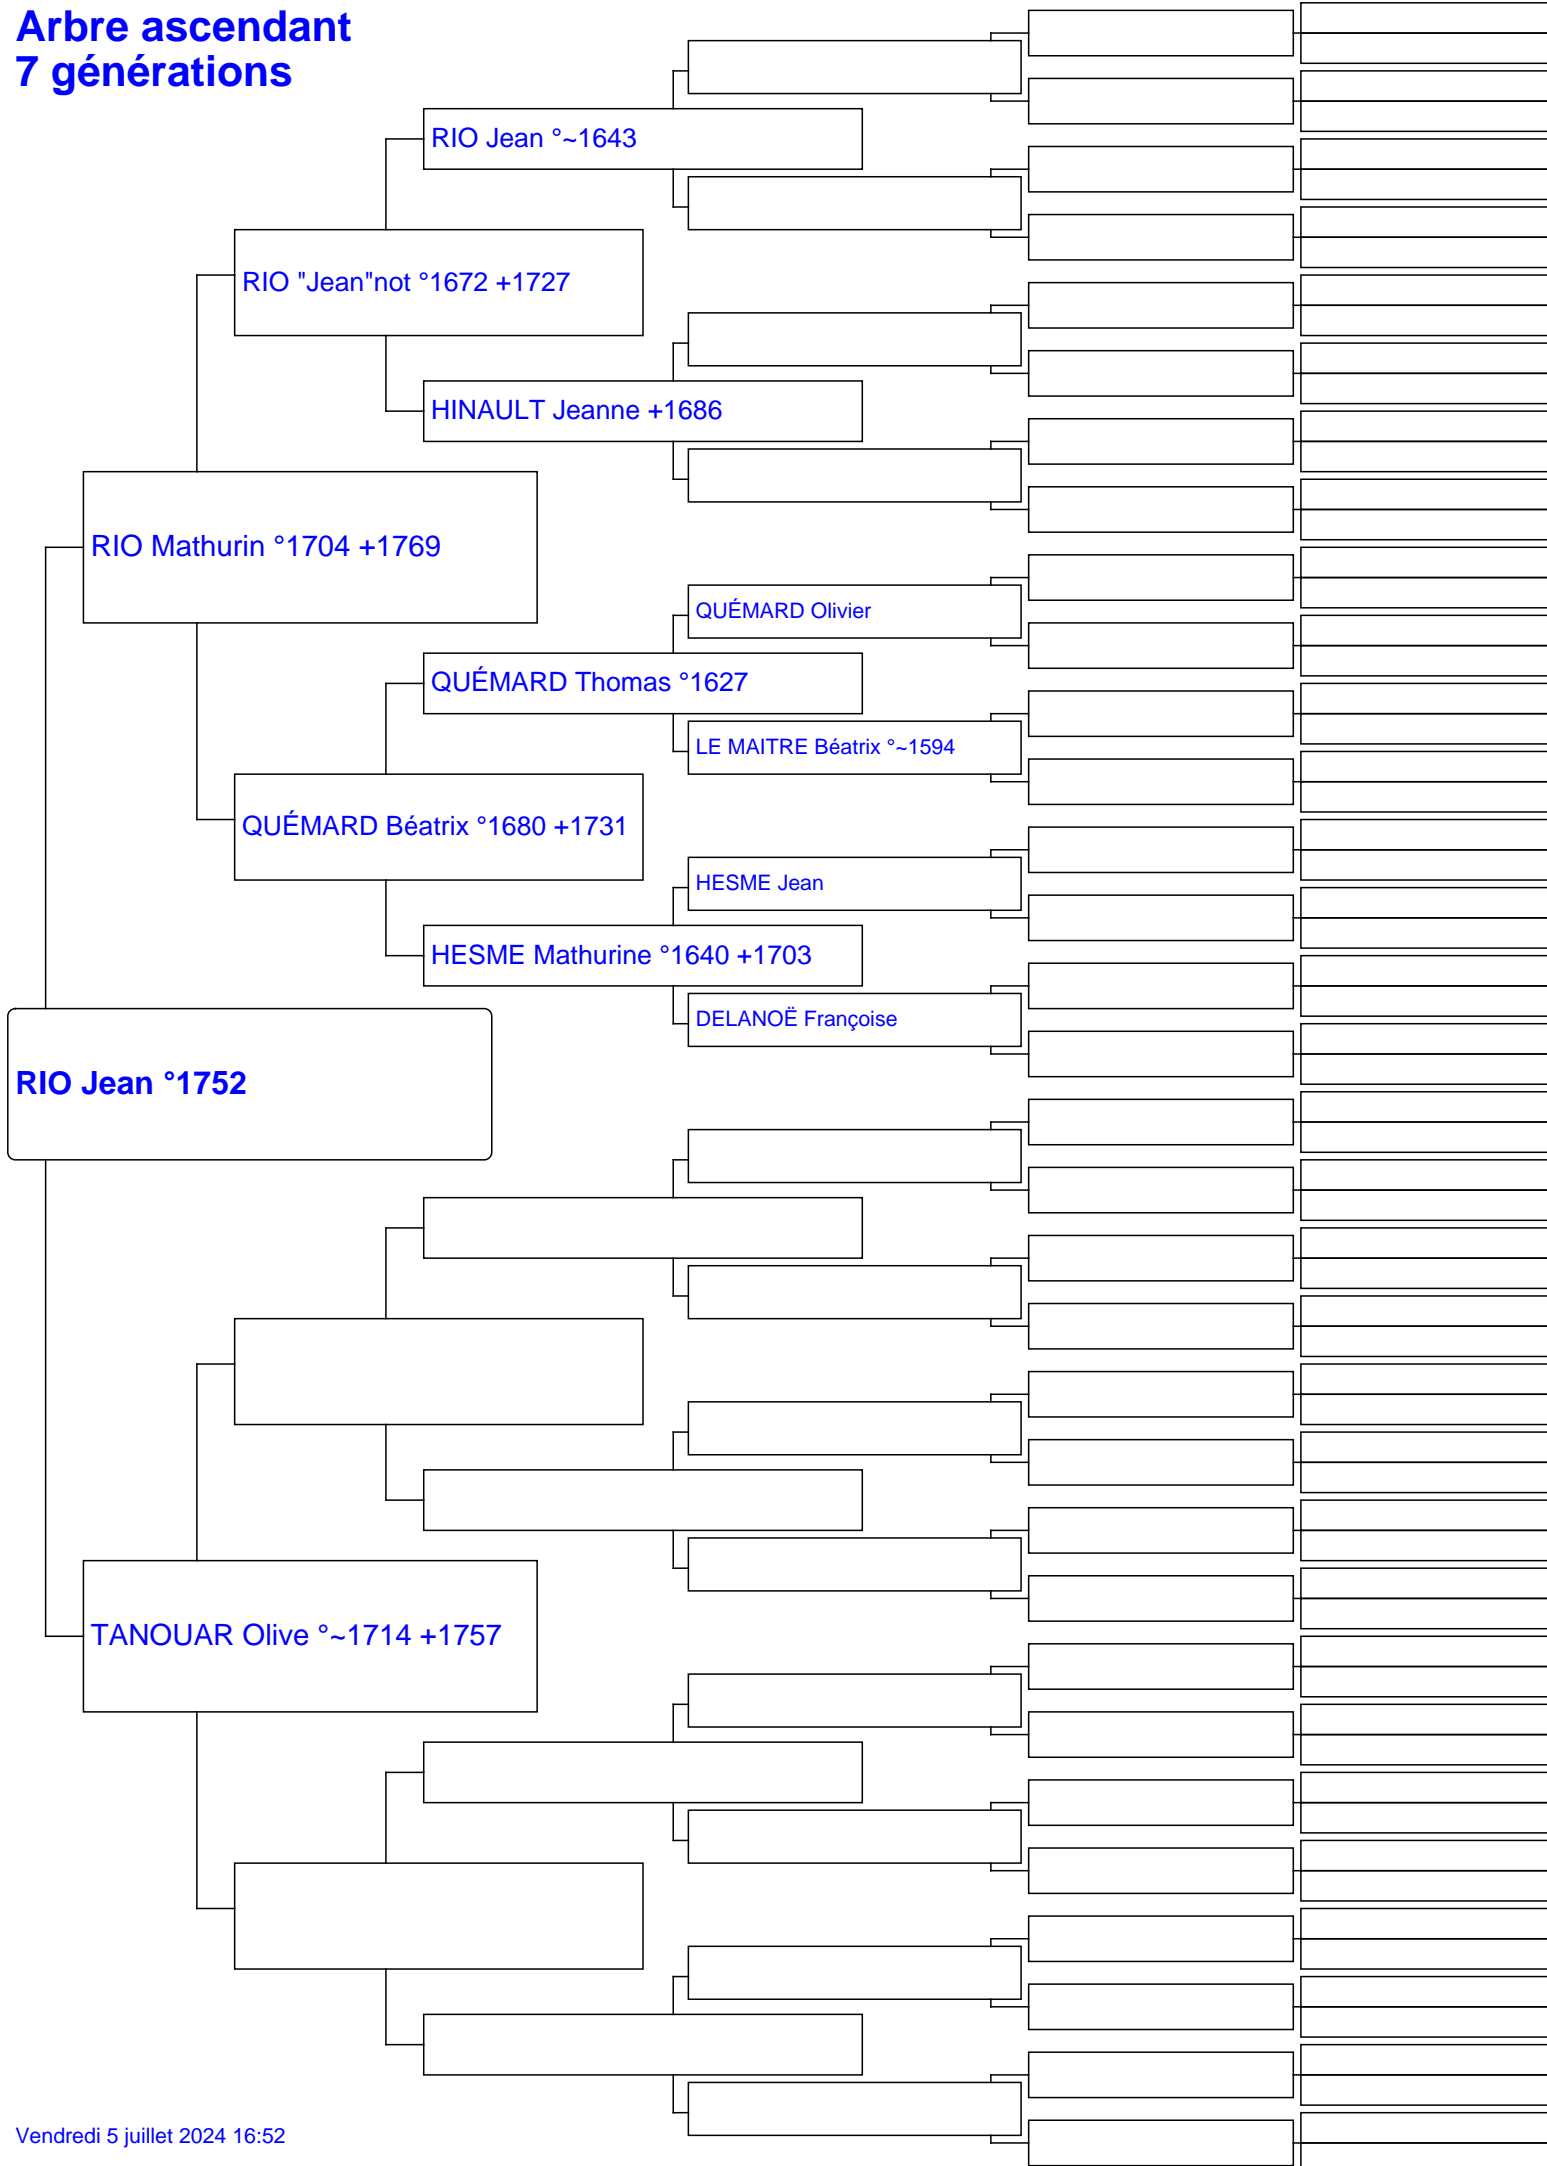 Arbre ascendant
7 générations
RIO Jean °~1643
RIO "Jean"not °1672 +1727
HINAULT Jeanne +1686
RIO Mathurin °1704 +1769
QUÉMARD Olivier
QUÉMARD Thomas °1627
LE MAITRE Béatrix °~1594
QUÉMARD Béatrix °1680 +1731
HESME Jean
HESME Mathurine °1640 +1703
DELANOË Françoise
RIO Jean °1752
TANOUAR Olive °~1714 +1757
Vendredi 5 juillet 2024 16:52